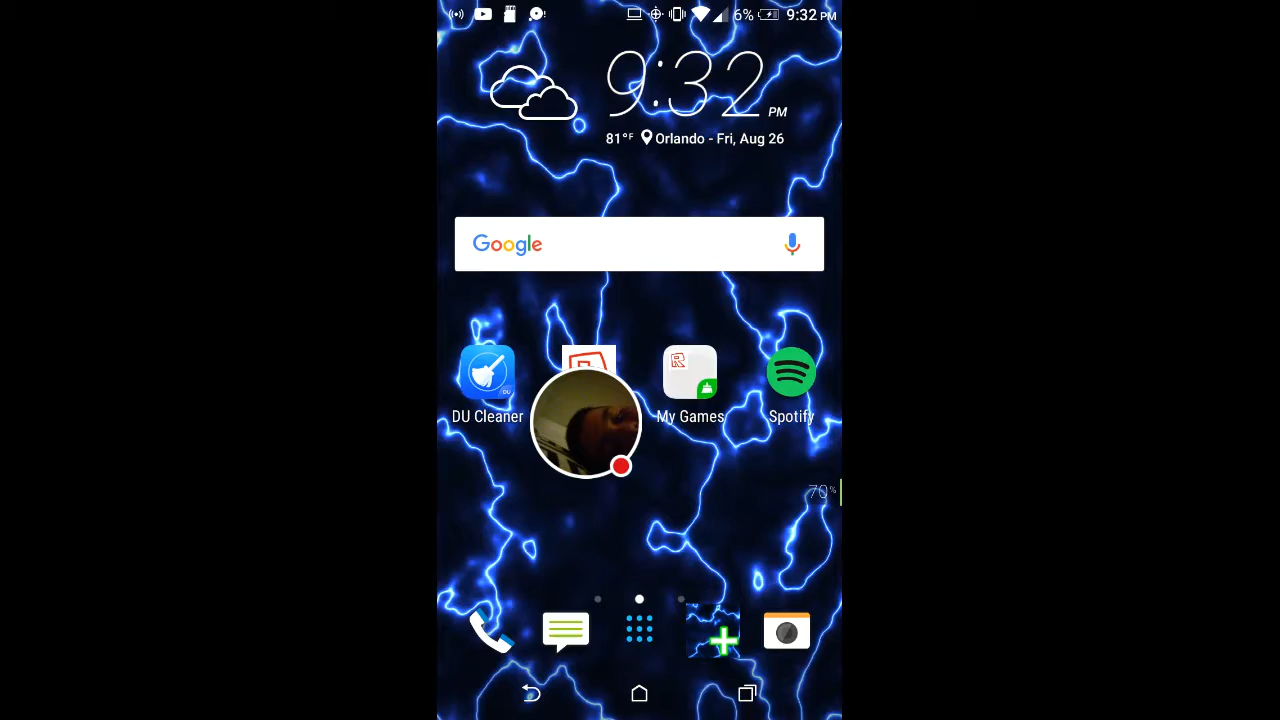 6% 9:32 PM
9:32 PM
81°F Orlando - Fri, Aug 26
Google
DU
DU Cleaner My Games Spotify
70%